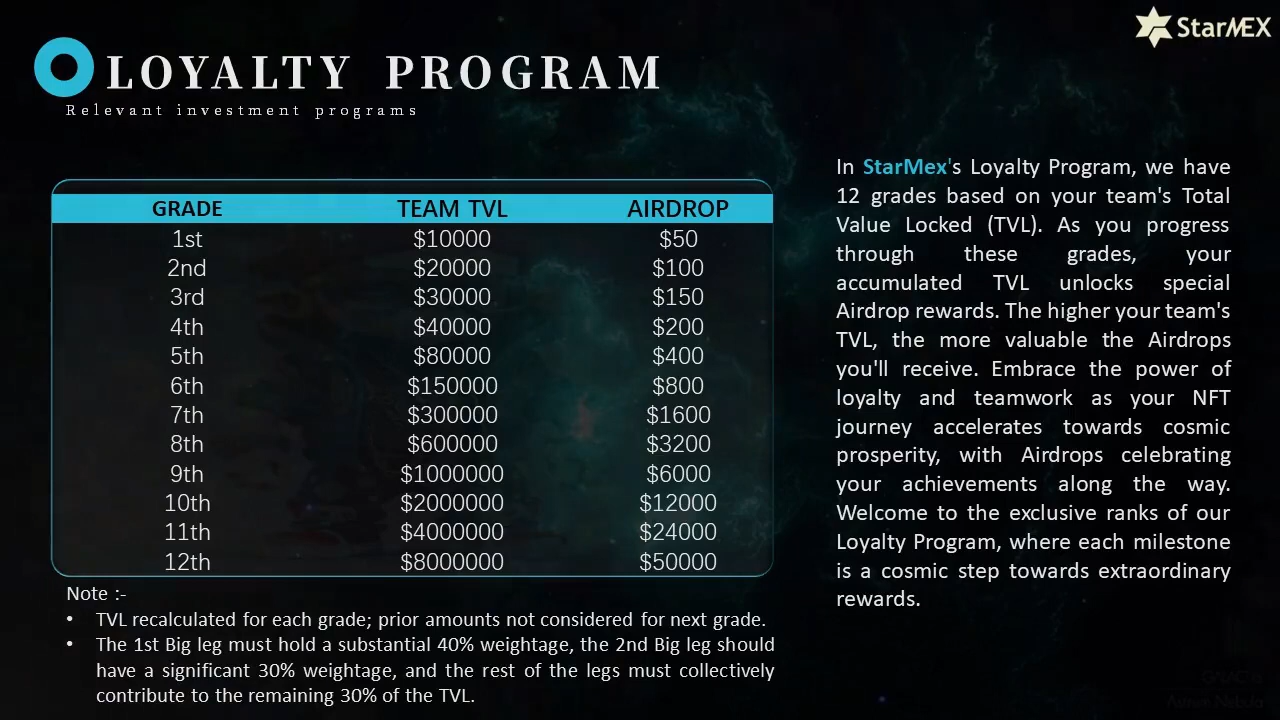 StarMEX
LOYALTY PROGRAM
Relevant investment programs
GRADE TEAM TVL AIRDROP
1st $10000 $50
2nd $20000 $100
3rd $30000 $150
4th $40000 $200
5th $80000 $400
6th $150000 $800
7th $300000 $1600
8th $600000 $3200
9th $1000000 $6000
10th $2000000 $12000
11th $4000000 $24000
12th $8000000 $50000
Note :-
• TVL recalculated for each grade; prior amounts not considered for next grade.
• The 1st Big leg must hold a substantial 40% weightage, the 2nd Big leg should
have a significant 30% weightage, and the rest of the legs must collectively
contribute to the remaining 30% of the TVL.
In StarMex's Loyalty Program, we have
12 grades based on your team's Total
Value Locked (TVL). As you progress
through these grades, your
accumulated TVL unlocks special
Airdrop rewards. The higher your team's
TVL, the more valuable the Airdrops
you'll receive. Embrace the power of
loyalty and teamwork as your NFT
journey accelerates towards cosmic
prosperity, with Airdrops celebrating
your achievements along the way.
Welcome to the exclusive ranks of our
Loyalty Program, where each milestone
is a cosmic step towards extraordinary
rewards.